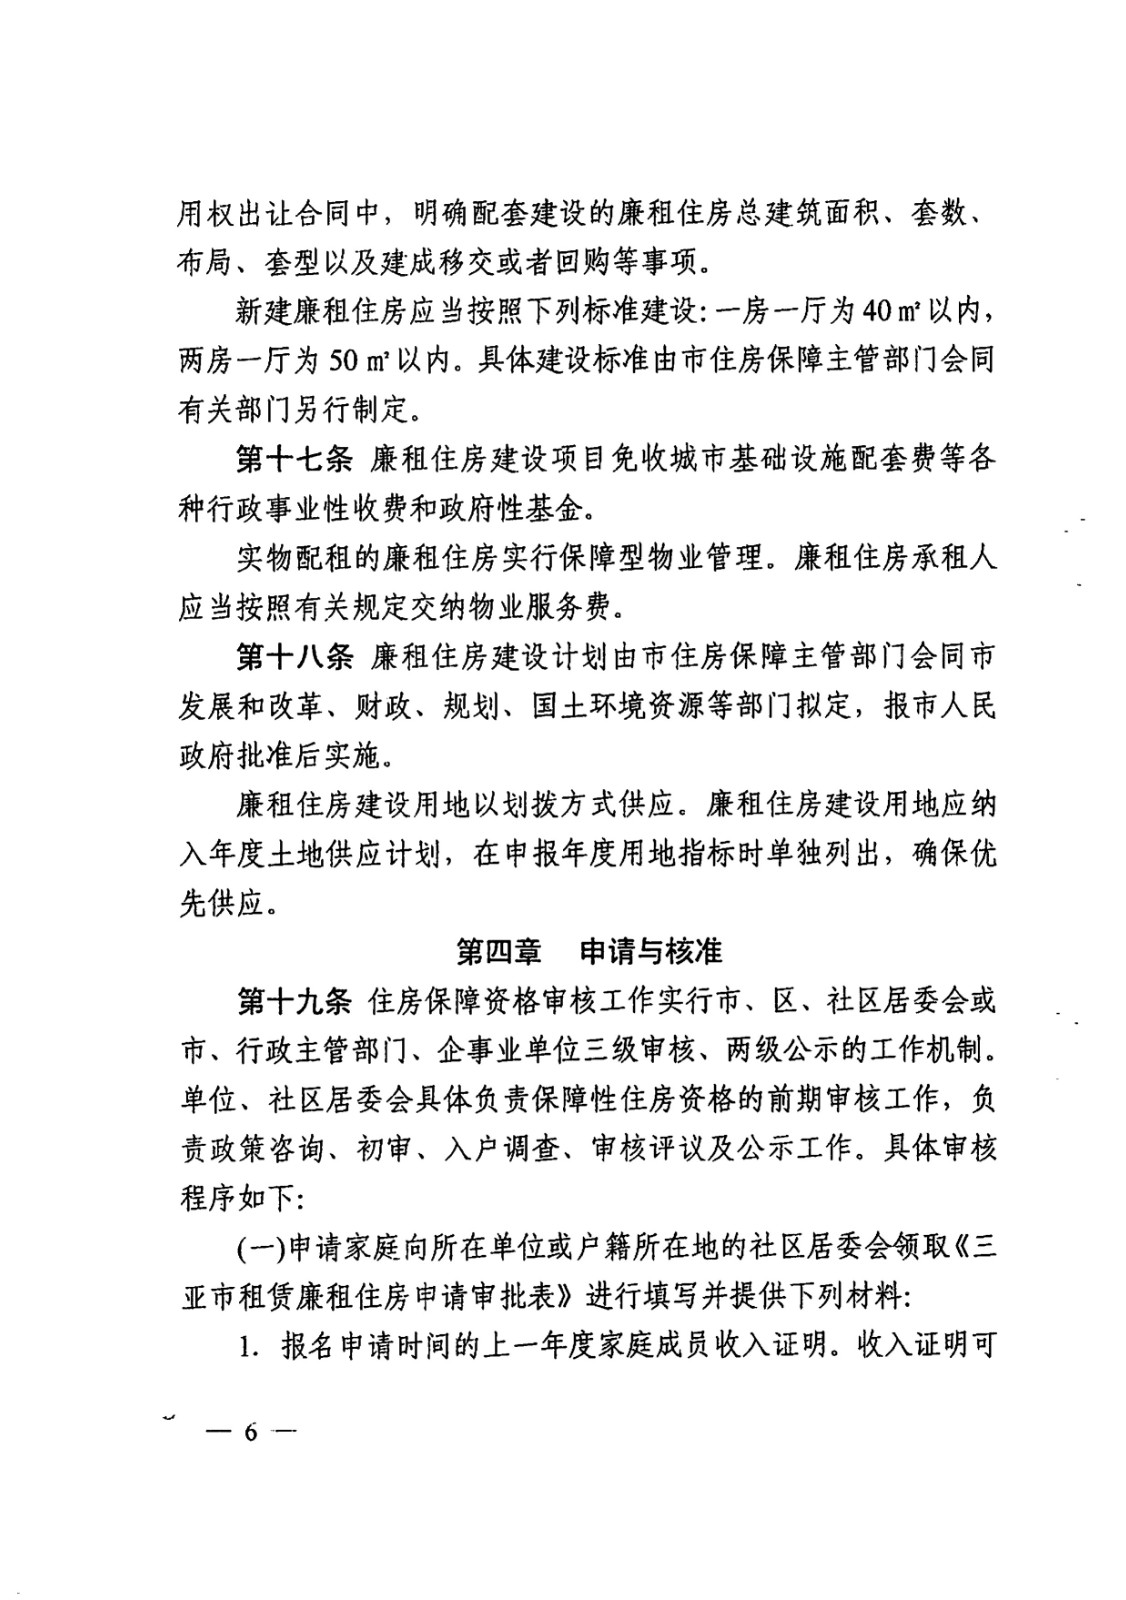 用权出让合同中，明确配套建设的廉租住房总建筑面积、套数、
布局、套型以及建成移交或者回购等事项。
新建廉租住房应当按照下列标准建设：一房一厅为 40 ㎡以内，
两房一厅为 50 ㎡以内。具体建设标准由市住房保障主管部门会同
有关部门另行制定。
第十七条 廉租住房建设项目免收城市基础设施配套费等各
种行政事业性收费和政府性基金。
实物配租的廉租住房实行保障型物业管理。廉租住房承租人
应当按照有关规定交纳物业服务费。
第十八条 廉租住房建设计划由市住房保障主管部门会同市
发展和改革、财政、规划、国土环境资源等部门拟定，报市人民
政府批准后实施。
廉租住房建设用地以划拨方式供应。廉租住房建设用地应纳
入年度土地供应计划，在申报年度用地指标时单独列出，确保优
先供应。
第四章 申请与核准
第十九条 住房保障资格审核工作实行市、区、社区居委会或
市、行政主管部门、企事业单位三级审核、两级公示的工作机制。
单位、社区居委会具体负责保障性住房资格的前期审核工作，负
责政策咨询、初审、入户调查、审核评议及公示工作。具体审核
程序如下：
(一)申请家庭向所在单位或户籍所在地的社区居委会领取《三
亚市租赁廉租住房申请审批表》进行填写并提供下列材料：
1. 报名申请时间的上一年度家庭成员收入证明。收入证明可
— 6 —